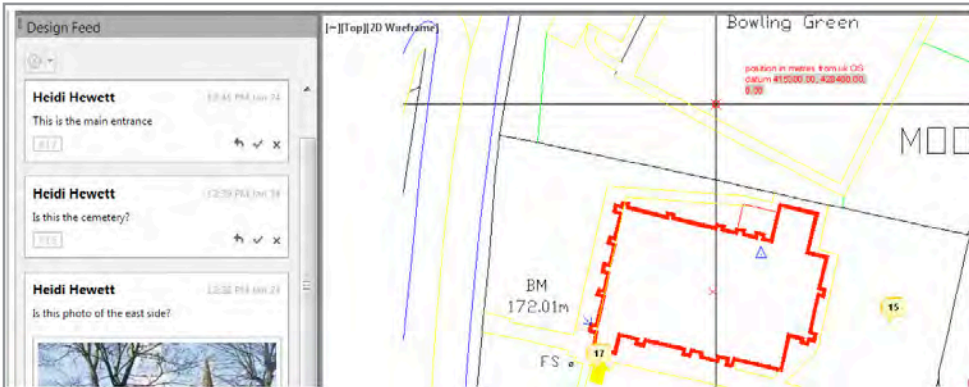 Design Feed
Heidi Hewett
This is the main entrance
Heidi Hewett
Is this the cemetery?
Heidi Hewett
Is this photo of the east side?
[−][Top][2D Wireframe]
Bowling Green
position in metres from uk OS
datum 415300.00, 428400.00,
0.00
BM
172.01m
15
17
FS